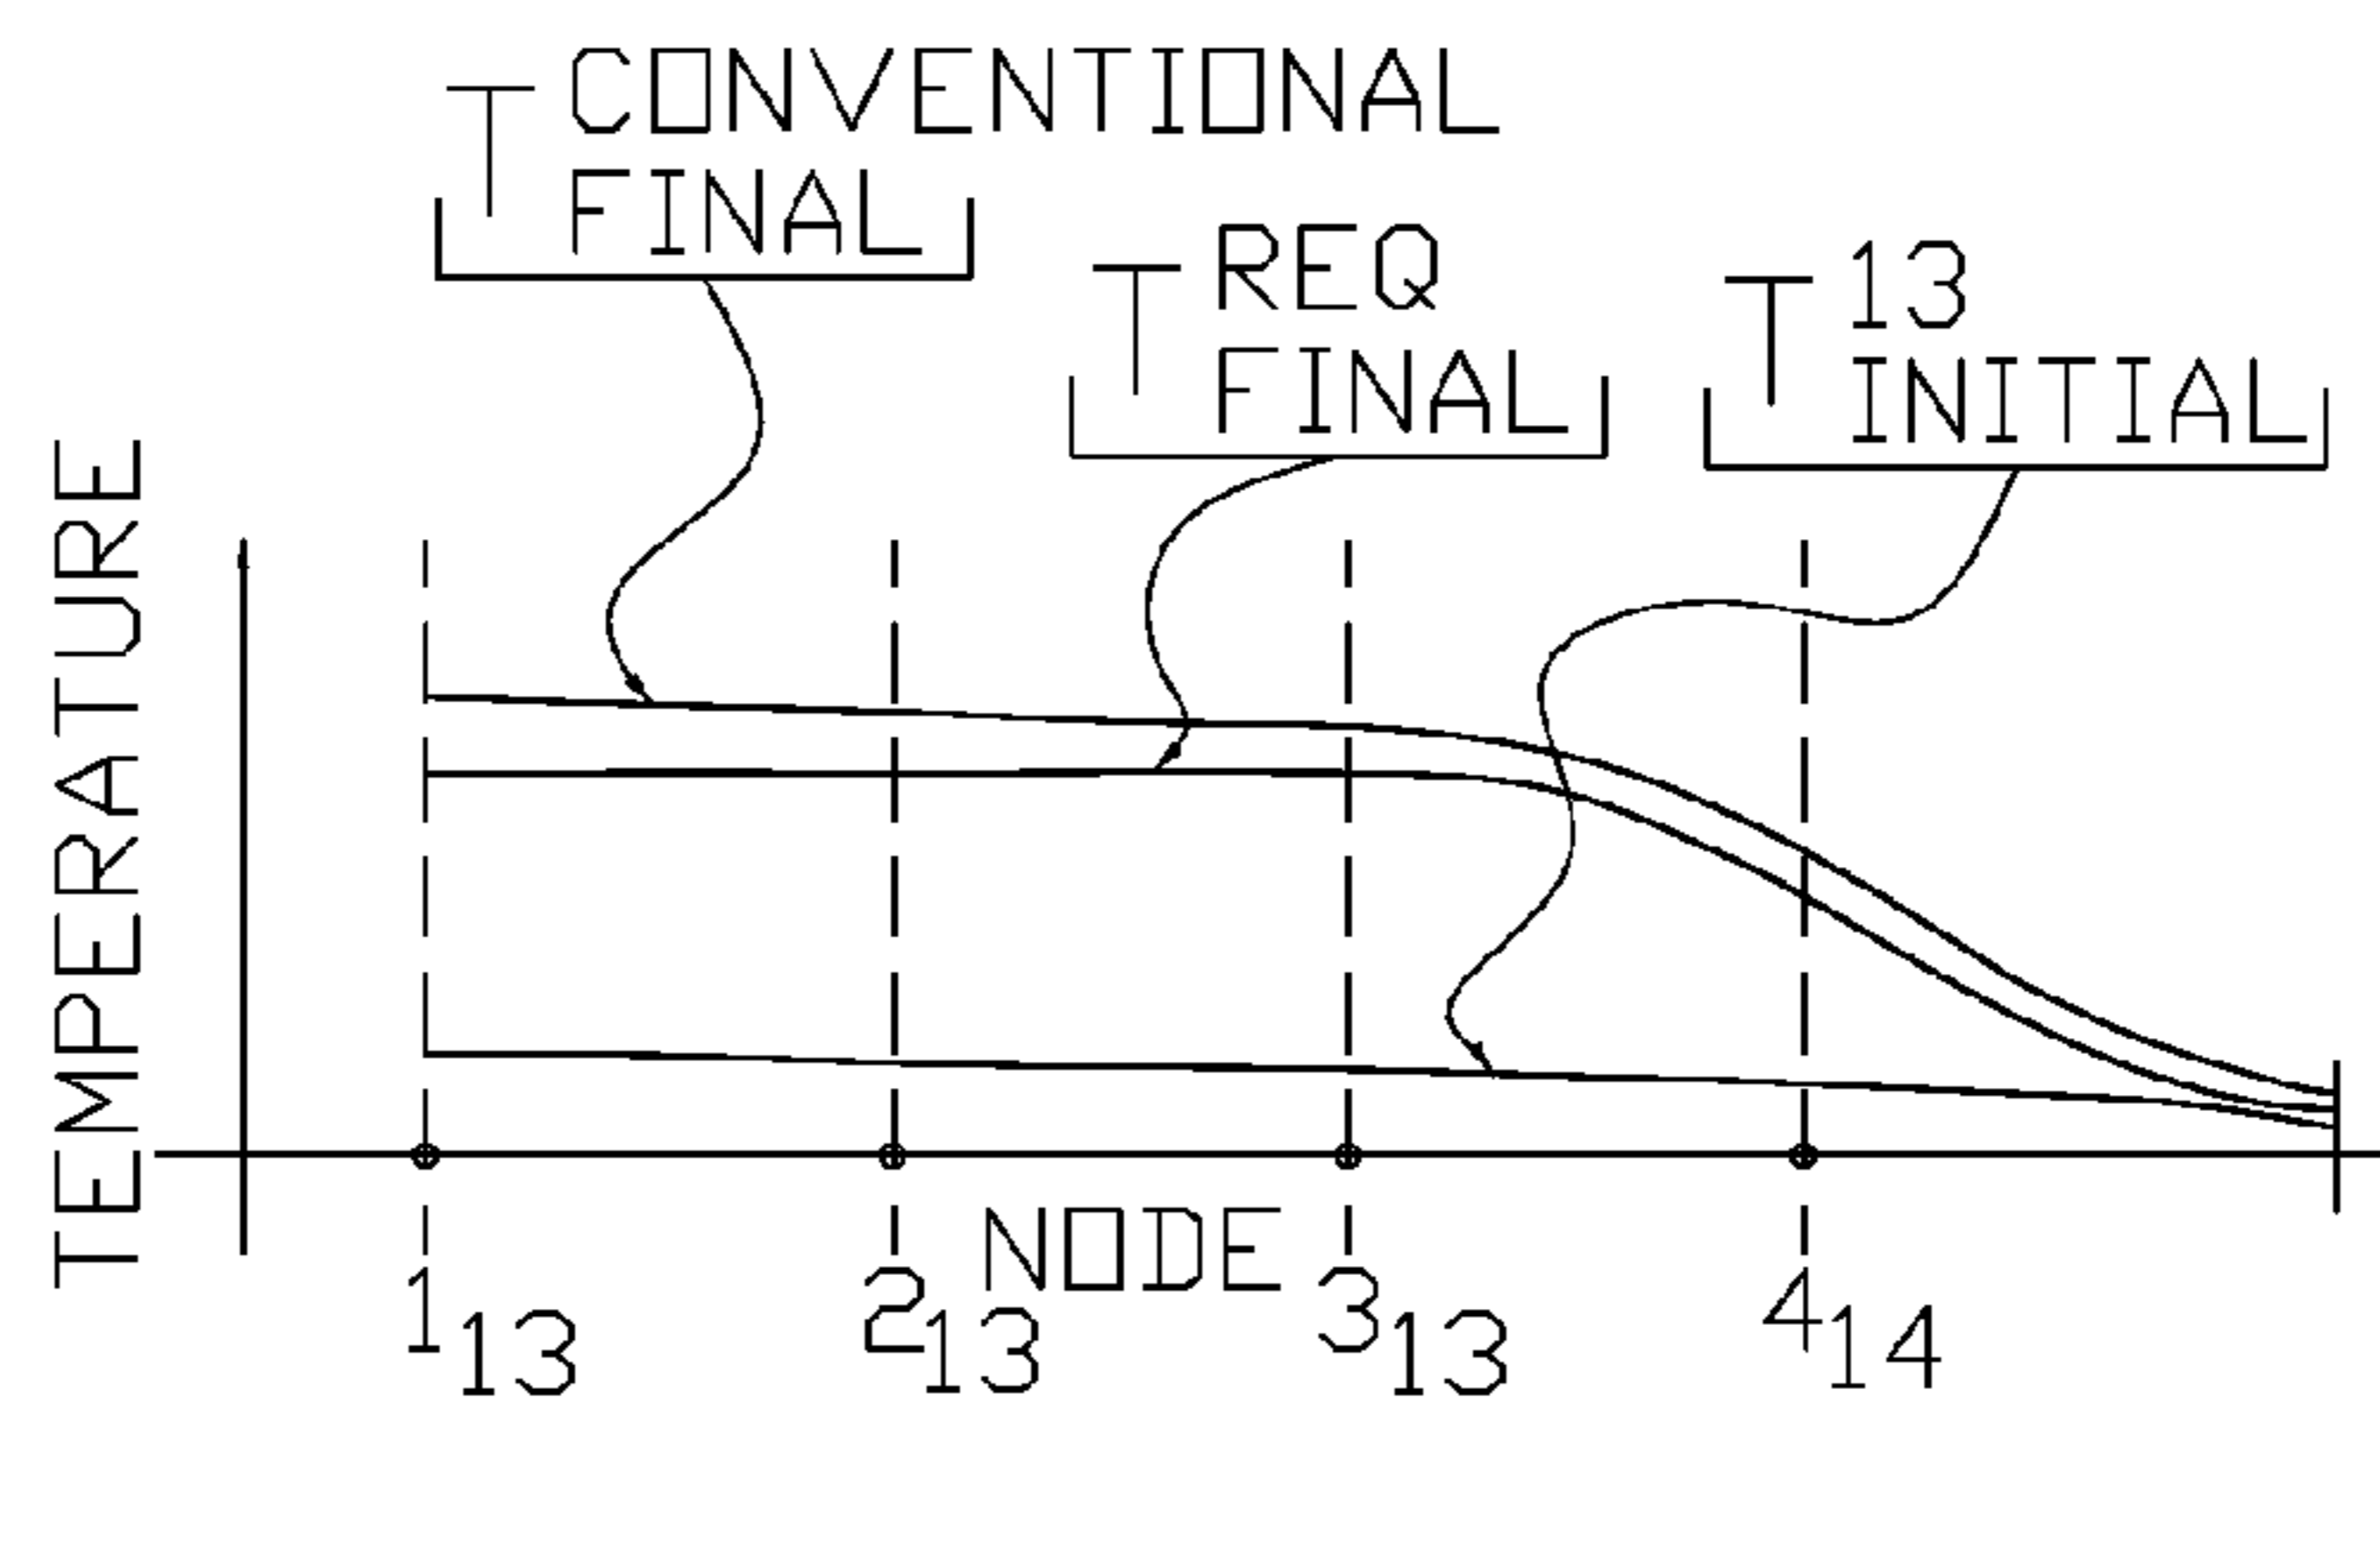 T CONVENTIONAL
FINAL
T REQ
FINAL
T 13
INITIAL
TEMPERATURE
NODE
1 13
2 13
3 13
4 14